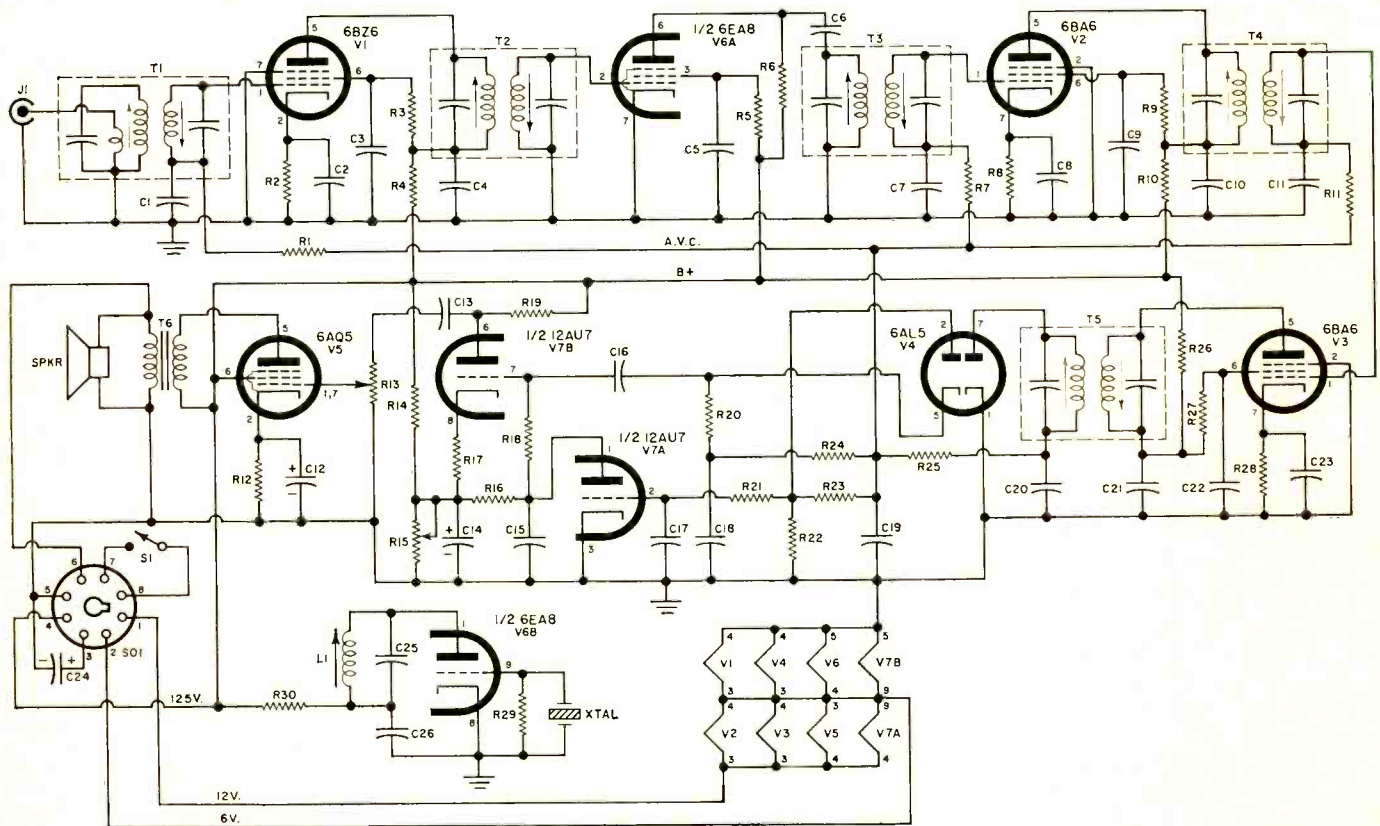 6BZ6
V1
1/2 6EA8
V6A
6BA6
V2
T1
T2
T3
T4
J1
5
7
1
6
2
6
2
3
7
5
1
2
6
7
C6
R6
R3
R5
R9
R2
C2
C3
R4
C4
C5
C7
R7
R8
C8
C9
R10
C10
C11
R11
C1
R1
A.V.C.
B+
SPKR
T6
6AQ5
V5
5
6
1,7
2
R12
C12
+
-
R13
R14
R15
C13
R19
6
1/2 12AU7
V7B
7
8
R17
R18
R16
C14
+
-
C15
C16
1/2 12AU7
V7A
1
2
3
R20
R24
R21
R23
R22
C17
C18
C19
R25
6AL5
V4
2
7
5
1
T5
C20
C21
C22
R26
R27
R28
C23
6BA6
V3
5
2
6
1
7
S1
6
7
5
8
4
1
3
2
SO1
C24
-
+
125V.
R30
L1
C25
C26
1/2 6EA8
V6B
1
9
8
R29
XTAL
4
4
5
5
V1
V4
V6
V7B
3
3
4
9
4
4
3
9
V2
V3
V5
V7A
3
3
4
4
12V.
6V.